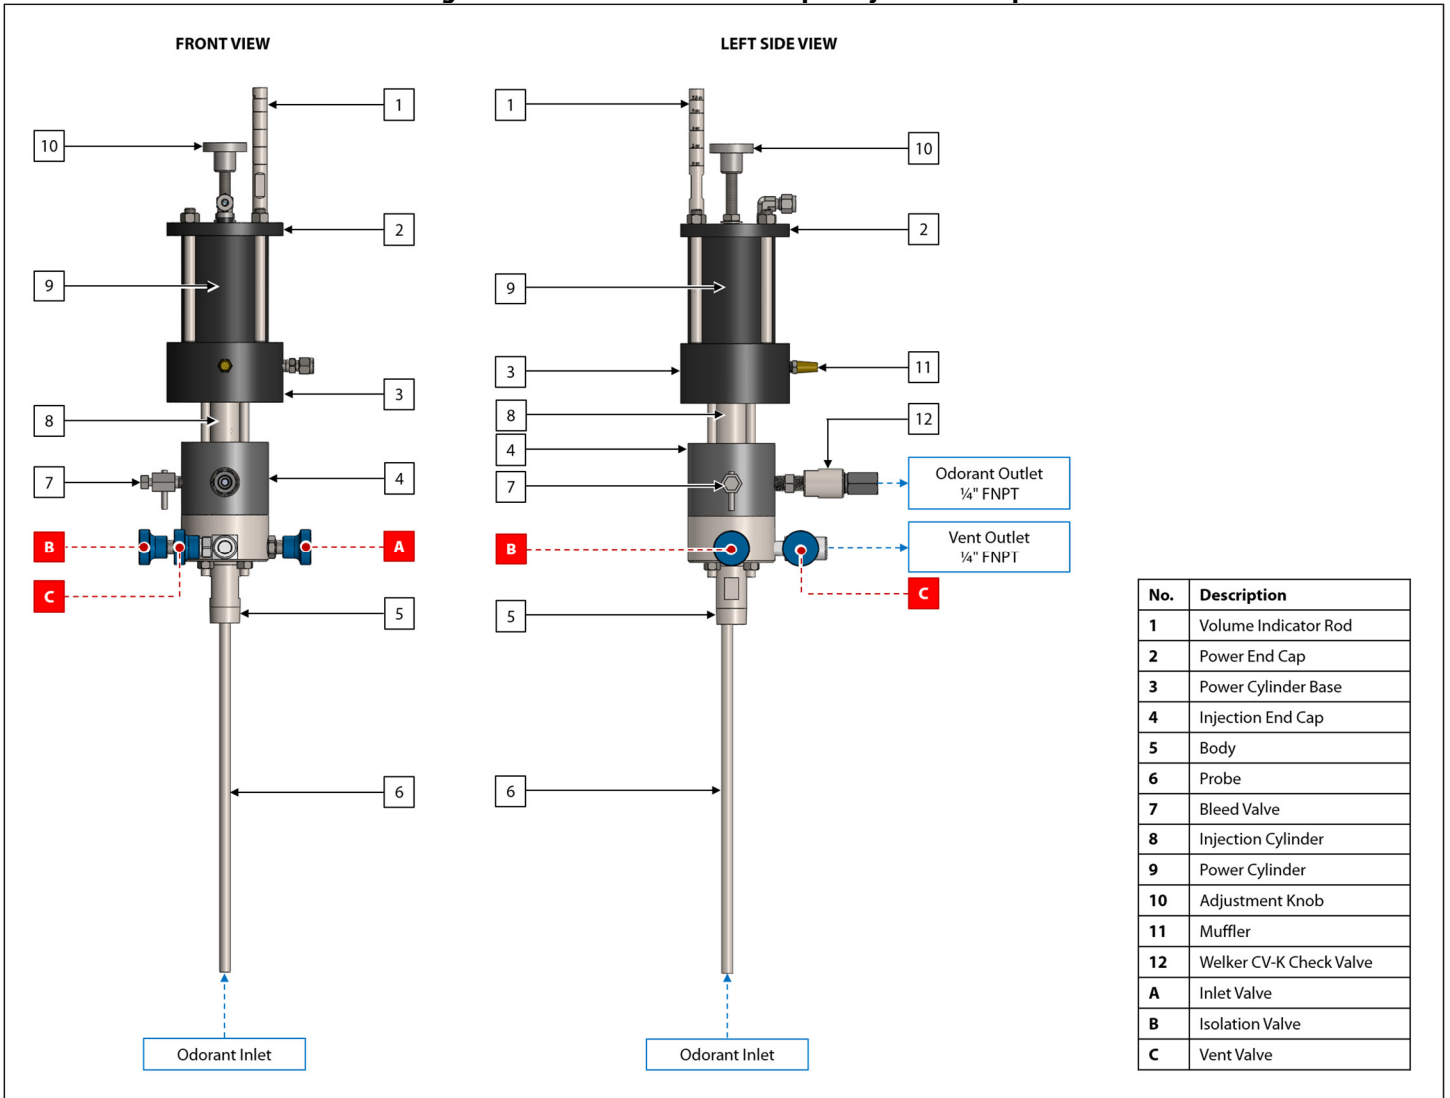 FRONT VIEW
LEFT SIDE VIEW
1
10
2
9
3
8
7
4
B
A
C
5
6
Odorant Inlet
1
10
2
9
3
11
8
12
4
7
Odorant Outlet
¼" FNPT
B
Vent Outlet
¼" FNPT
C
5
6
Odorant Inlet
No. Description
1 Volume Indicator Rod
2 Power End Cap
3 Power Cylinder Base
4 Injection End Cap
5 Body
6 Probe
7 Bleed Valve
8 Injection Cylinder
9 Power Cylinder
10 Adjustment Knob
11 Muffler
12 Welker CV-K Check Valve
A Inlet Valve
B Isolation Valve
C Vent Valve